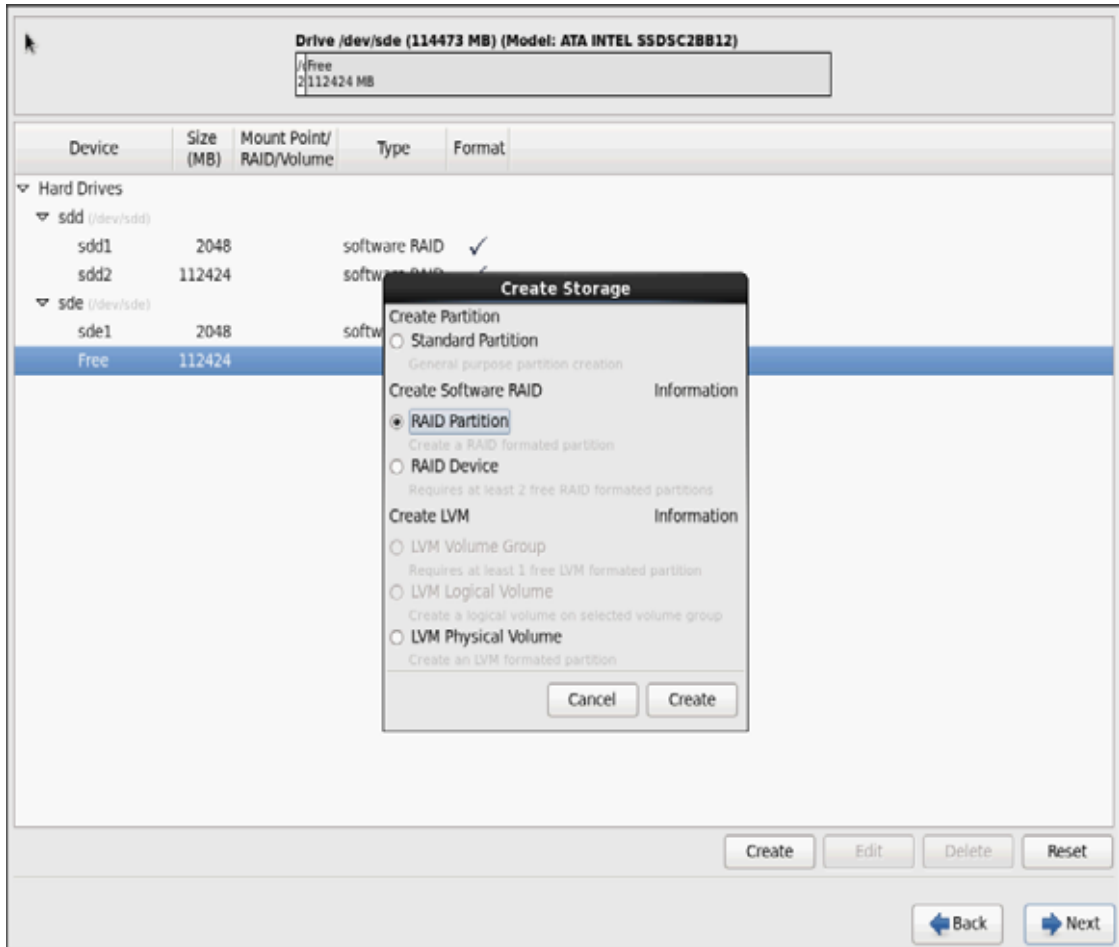 Drive /dev/sde (114473 MB) (Model: ATA INTEL SSDSC2BB12)
Free
2 112424 MB
Device Size (MB) Mount Point/ RAID/Volume Type Format
Hard Drives
sdd (/dev/sdd)
sdd1 2048 software RAID ✓
sdd2 112424 softw
sde (/dev/sde)
sde1 2048 softw
Free 112424
Create Storage
Create Partition
Standard Partition
General purpose partition creation
Create Software RAID Information
RAID Partition
Create a RAID formated partition
RAID Device
Requires at least 2 free RAID formated partitions
Create LVM Information
LVM Volume Group
Requires at least 1 free LVM formated partition
LVM Logical Volume
Create a logical volume on selected volume group
LVM Physical Volume
Create an LVM formated partition
Cancel Create
Create Edit Delete Reset
Back Next